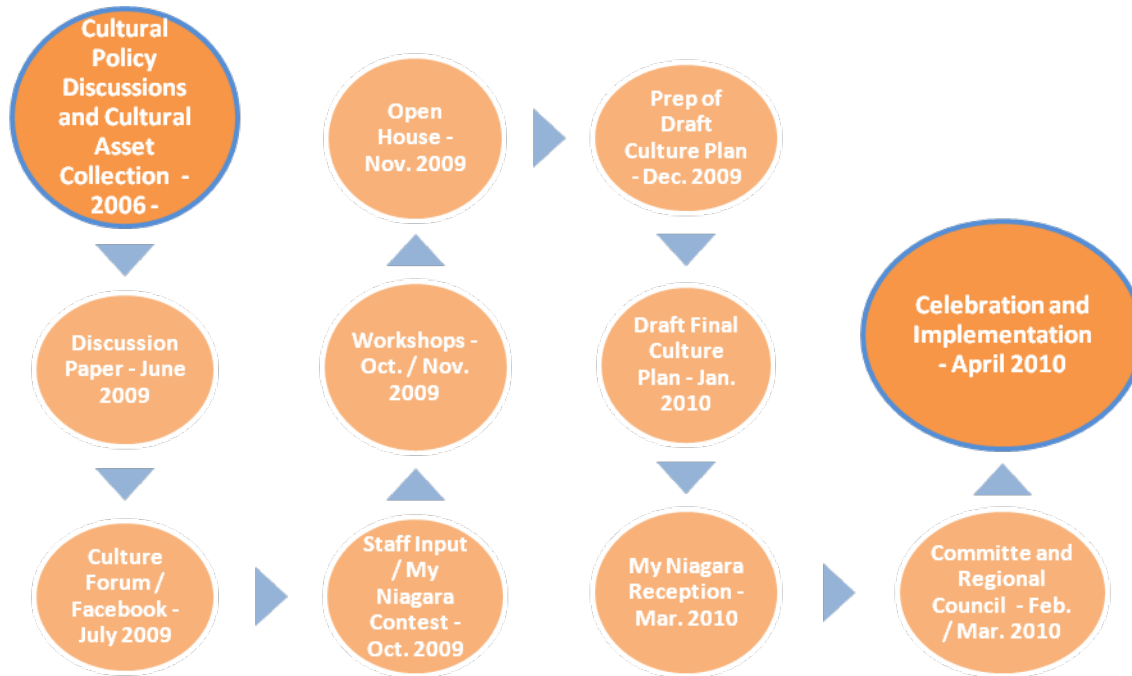 Cultural
Policy
Discussions
and Cultural
Asset
Collection -
2006 -
Discussion
Paper - June
2009
Culture
Forum /
Facebook -
July 2009
Staff Input
/ My
Niagara
Contest -
Oct. 2009
Workshops -
Oct. / Nov.
2009
Open
House -
Nov. 2009
Prep of
Draft
Culture Plan
- Dec. 2009
Draft Final
Culture
Plan - Jan.
2010
My Niagara
Reception -
Mar. 2010
Committe and
Regional
Council - Feb.
/ Mar. 2010
Celebration and
Implementation
- April 2010